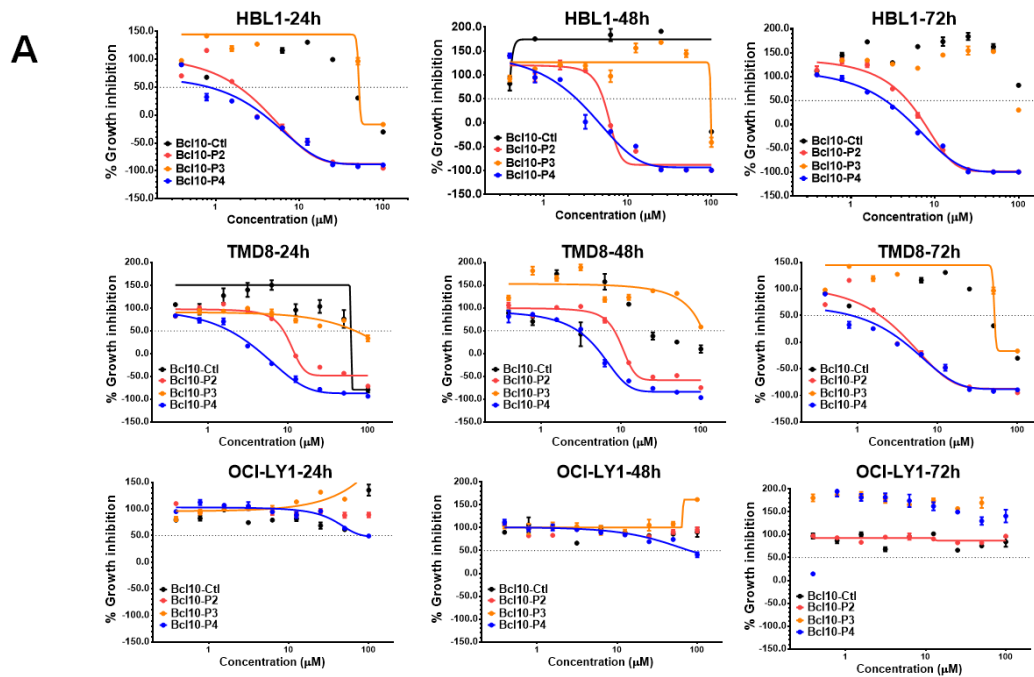 A
HBL1-24h
% Growth inhibition
150.0
100.0
50.0
0.0
-50.0
-100.0
150.0
Bcl10-Ctl
Bcl10-P2
Bcl10-P3
Bcl10-P4
1
10
100
Concentration (µM)
HBL1-48h
% Growth inhibition
200.0
150.0
100.0
50.0
0.0
-50.0
-100.0
-150.0
Bcl10-Ctl
Bcl10-P2
Bcl10-P3
Bcl10-P4
1
10
100
Concentration (µM)
HBL1-72h
% Growth inhibition
200.0
150.0
100.0
50.0
0.0
-50.0
-100.0
-150.0
Bcl10-Ctl
Bcl10-P2
Bcl10-P3
Bcl10-P4
1
10
100
Concentration (µM)
TMD8-24h
% Growth inhibition
200.0
150.0
100.0
50.0
0.0
-50.0
-100.0
-150.0
Bcl10-Ctl
Bcl10-P2
Bcl10-P3
Bcl10-P4
1
10
100
Concentration (µM)
TMD8-48h
% Growth inhibition
200.0
150.0
100.0
50.0
0.0
-50.0
-100.0
-150.0
Bcl10-Ctl
Bcl10-P2
Bcl10-P3
Bcl10-P4
1
10
100
Concentration (µM)
TMD8-72h
% Growth inhibition
150.0
100.0
50.0
0.0
-50.0
-100.0
150.0
Bcl10-Ctl
Bcl10-P2
Bcl10-P3
Bcl10-P4
1
10
100
Concentration (µM)
OCI-LY1-24h
% Growth inhibition
150.0
100.0
50.0
0.0
-50.0
100.0
150.0
Bcl10-Ctl
Bcl10-P2
Bcl10-P3
Bcl10-P4
1
10
100
Concentration (µM)
OCI-LY1-48h
% Growth inhibition
200.0
150.0
100.0
50.0
0.0
-50.0
-100.0
-150.0
Bcl10-Ctl
Bcl10-P2
Bcl10-P3
Bcl10-P4
1
10
100
Concentration (µM)
OCI-LY1-72h
% Growth inhibition
200.0
150.0
100.0
50.0
0.0
-50.0
100.0
150.0
Bcl10-Ctl
Bcl10-P2
Bcl10-P3
Bcl10-P4
1
10
100
Concentration (µM)